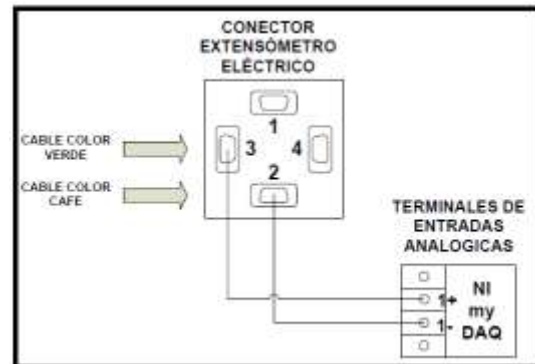 CONECTOR
EXTENSÓMETRO
ELÉCTRICO
1
CABLE COLOR
VERDE
3
4
2
CABLE COLOR
CAFE
TERMINALES DE
ENTRADAS
ANALOGICAS
1+
1-
NI
my
DAQ